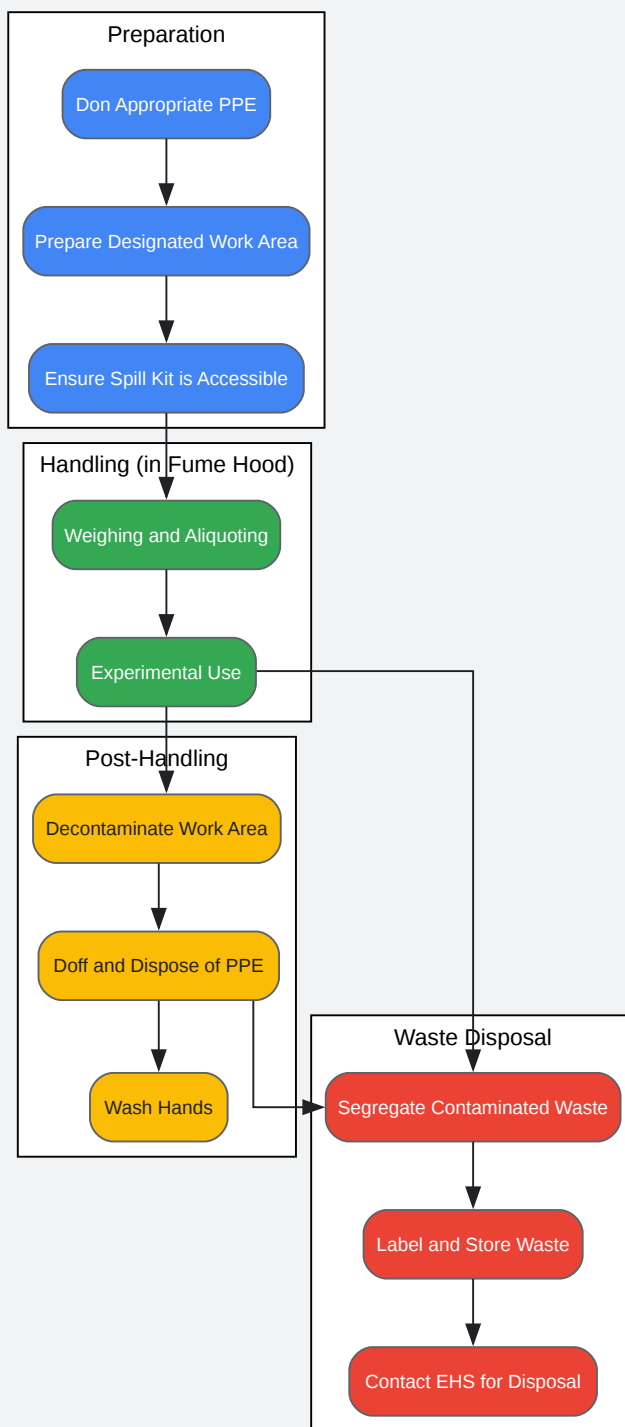 Preparation
Don Appropriate PPE
Prepare Designated Work Area
Ensure Spill Kit is Accessible
Handling (in Fume Hood)
Weighing and Aliquoting
Experimental Use
Post-Handling
Decontaminate Work Area
Doff and Dispose of PPE
Wash Hands
Waste Disposal
Segregate Contaminated Waste
Label and Store Waste
Contact EHS for Disposal